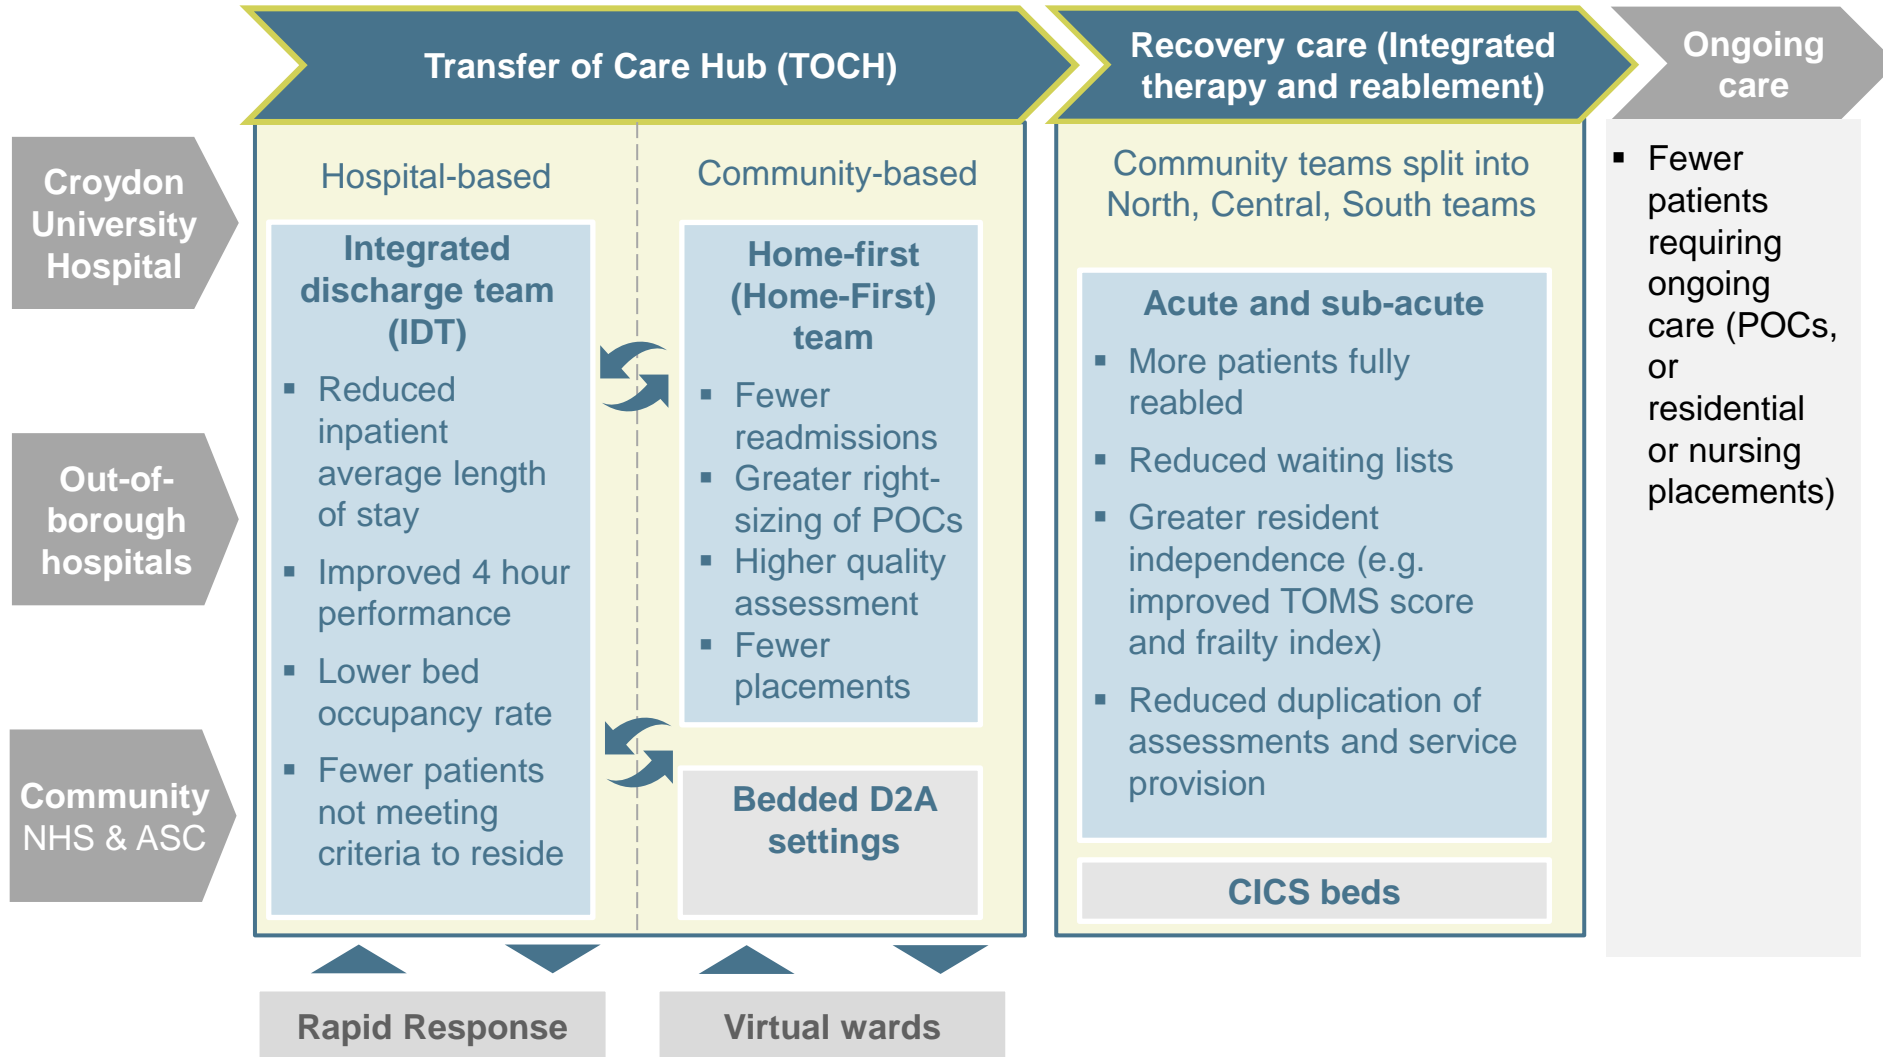 Transfer of Care Hub (TOCH)
Recovery care (Integrated
therapy and reablement)
Ongoing
care
Croydon
University
Hospital
Out-of-
borough
hospitals
Community
NHS & ASC
Hospital-based
Integrated
discharge team
(IDT)
▪ Reduced
inpatient
average length
of stay
▪ Improved 4 hour
performance
▪ Lower bed
occupancy rate
▪ Fewer patients
not meeting
criteria to reside
Community-based
Home-first
(Home-First)
team
▪ Fewer
readmissions
▪ Greater right-
sizing of POCs
▪ Higher quality
assessment
▪ Fewer
placements
Bedded D2A
settings
Community teams split into
North, Central, South teams
Acute and sub-acute
▪ More patients fully
reabled
▪ Reduced waiting lists
▪ Greater resident
independence (e.g.
improved TOMS score
and frailty index)
▪ Reduced duplication of
assessments and service
provision
CICS beds
▪ Fewer
patients
requiring
ongoing
care (POCs,
or
residential
or nursing
placements)
Rapid Response
Virtual wards